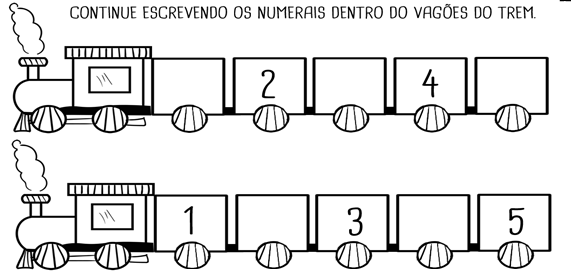 CONTINUE ESCREVENDO OS NUMERAIS DENTRO DO VAGÕES DO TREM.
2 4
1 3 5